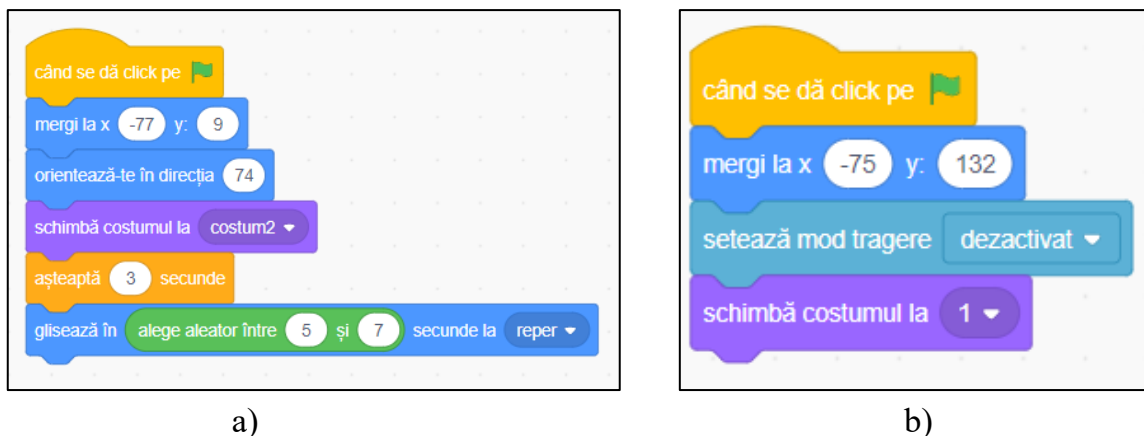 când se dă click pe
mergi la x -77 y: 9
orientează-te în direcția 74
schimbă costumul la costum2
așteaptă 3 secunde
glisează în alege aleator între 5 și 7 secunde la reper
a)
când se dă click pe
mergi la x -75 y: 132
setează mod tragere dezactivat
schimbă costumul la 1
b)